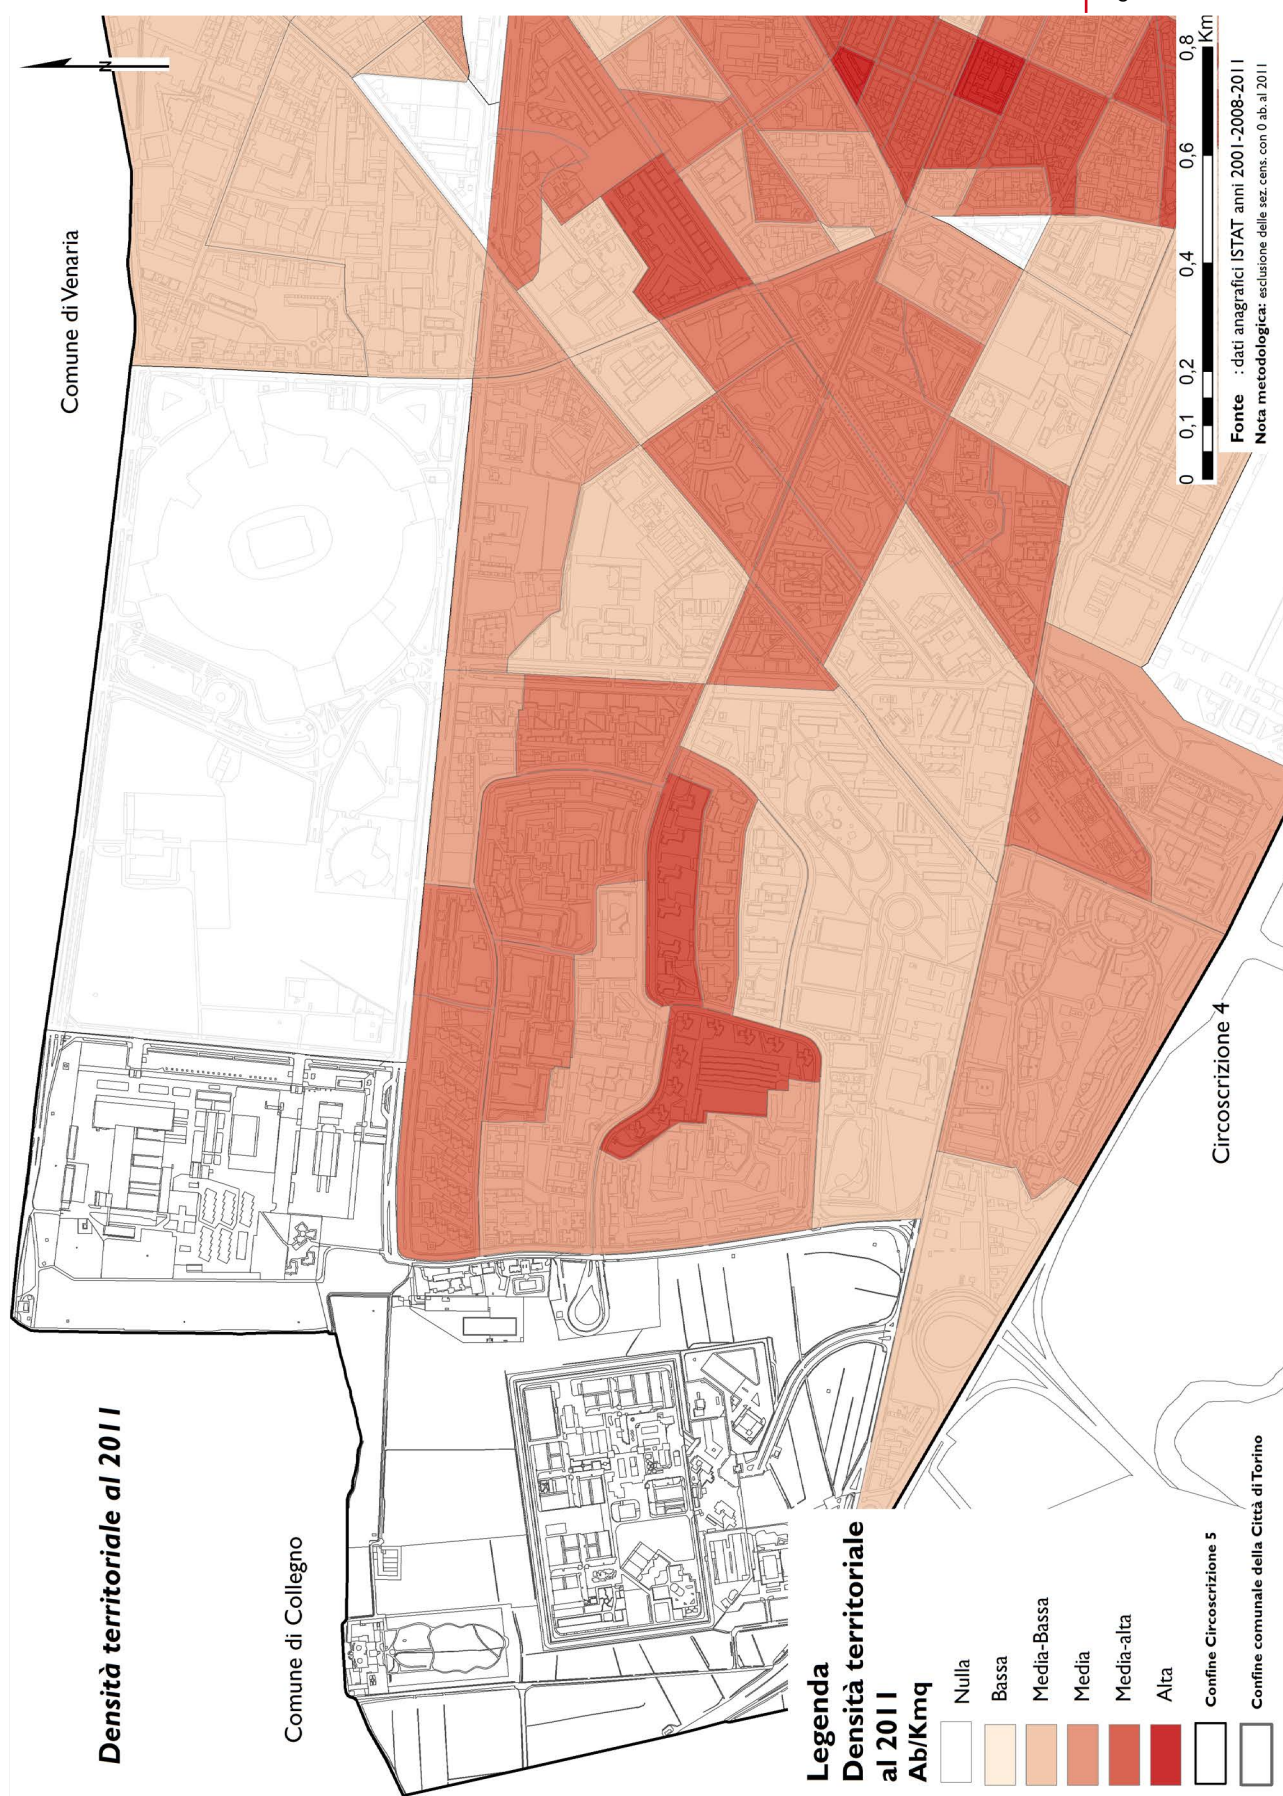 Densità territoriale al 2011
Comune di Venaria
Comune di Collegno
Circoscrizione 4
N
Legenda
Densità territoriale
al 2011
Ab/Kmq
Nulla
Bassa
Media-Bassa
Media
Media-alta
Alta
Confine Circoscrizione 5
Confine comunale della Città di Torino
0 0,1 0,2 0,4 0,6 0,8
Km
Fonte : dati anagrafici ISTAT anni 2001-2008-2011
Nota metodologica: esclusione delle sez. cens. con 0 ab. al 2011